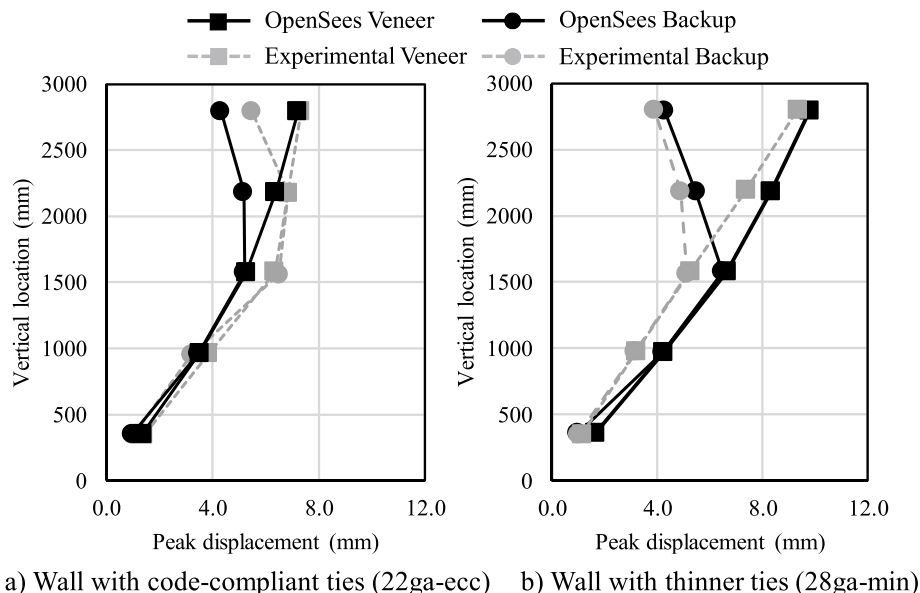 OpenSees Veneer
OpenSees Backup
Experimental Veneer
Experimental Backup
3000
2500
2000
1500
1000
500
0
0.0
4.0
8.0
12.0
Vertical location (mm)
Peak displacement (mm)
a) Wall with code-compliant ties (22ga-ecc)
3000
2500
2000
1500
1000
500
0
0.0
4.0
8.0
12.0
Vertical location (mm)
Peak displacement (mm)
b) Wall with thinner ties (28ga-min)